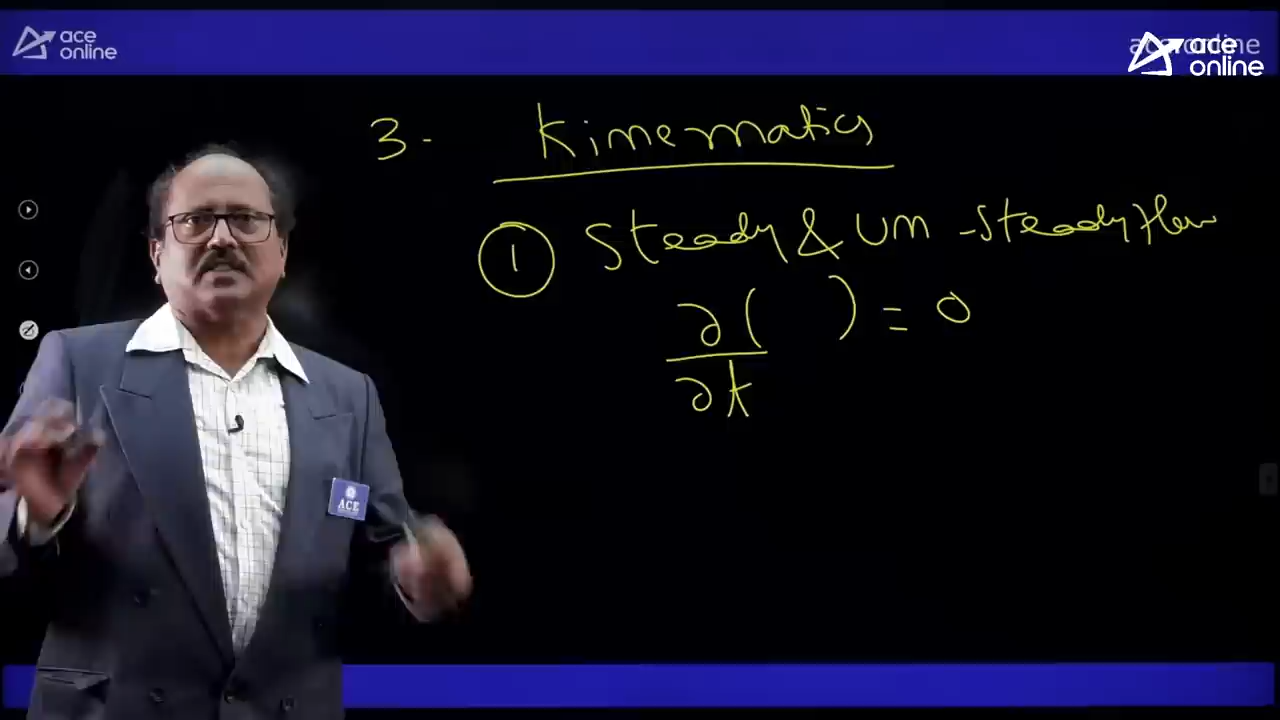 ace
online
ace
online
3. Kinematics
① Steady & un-steady flow
∂( ) = 0
∂t
ACE